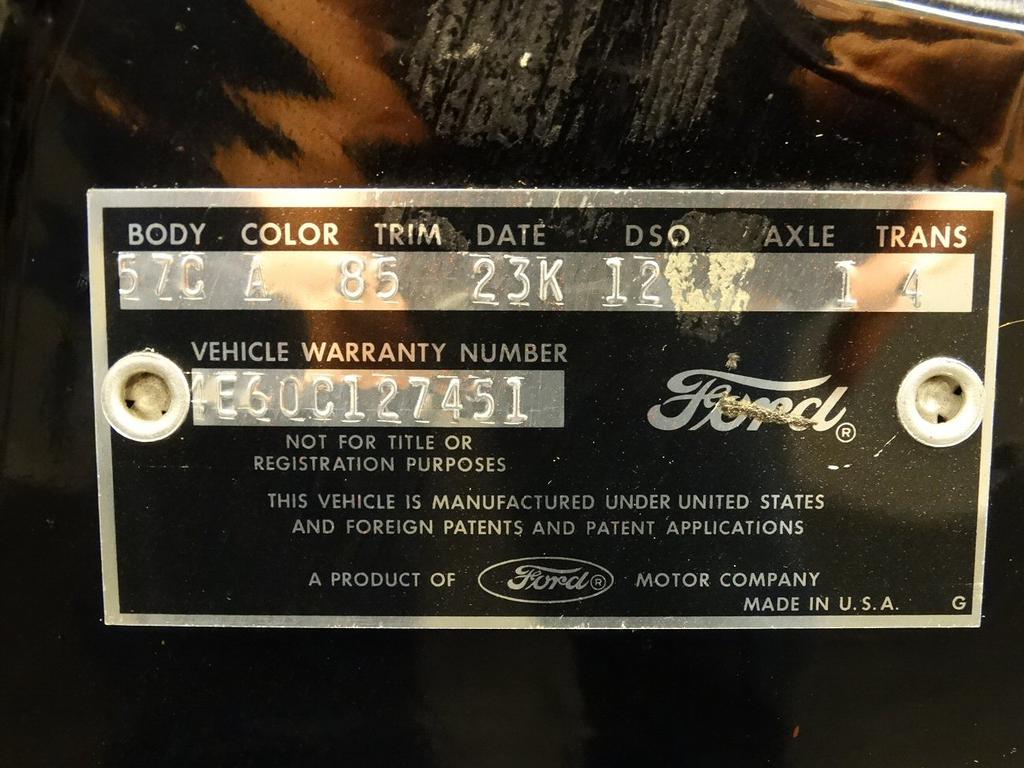 BODY COLOR TRIM DATE DSO AXLE TRANS
57C A 85 23K 12 1 4
VEHICLE WARRANTY NUMBER
4E60C127451
Ford®
NOT FOR TITLE OR
REGISTRATION PURPOSES
THIS VEHICLE IS MANUFACTURED UNDER UNITED STATES
AND FOREIGN PATENTS AND PATENT APPLICATIONS
A PRODUCT OF Ford® MOTOR COMPANY
MADE IN U.S.A. G